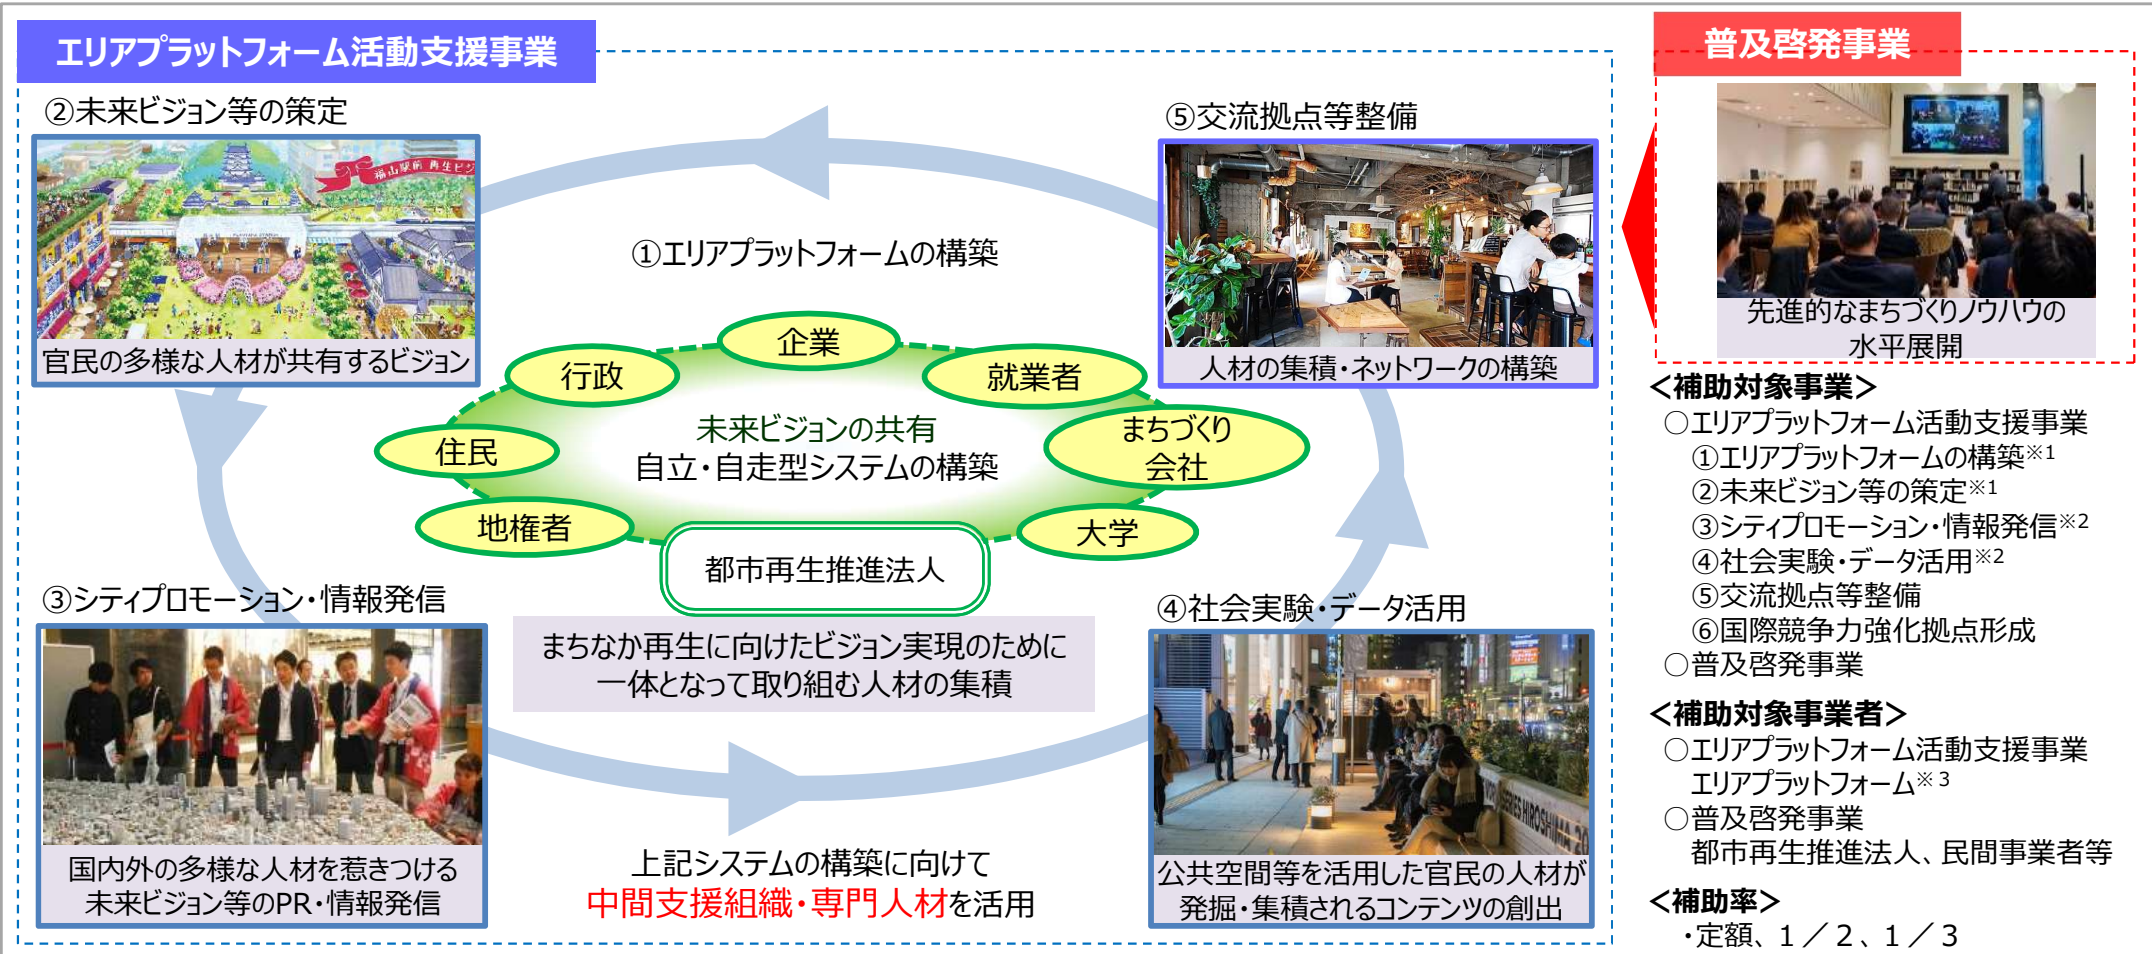 エリアプラットフォーム活動支援事業
②未来ビジョン等の策定
福山駅前 再生ビジ
官民の多様な人材が共有するビジョン
①エリアプラットフォームの構築
⑤交流拠点等整備
人材の集積・ネットワークの構築
企業
行政
就業者
住民
まちづくり
会社
地権者
大学
未来ビジョンの共有
自立・自走型システムの構築
都市再生推進法人
まちなか再生に向けたビジョン実現のために
一体となって取り組む人材の集積
③シティプロモーション・情報発信
国内外の多様な人材を惹きつける
未来ビジョン等のPR・情報発信
④社会実験・データ活用
HIROSHIMA 20
公共空間等を活用した官民の人材が
発掘・集積されるコンテンツの創出
上記システムの構築に向けて
中間支援組織・専門人材を活用
普及啓発事業
先進的なまちづくりノウハウの
水平展開
＜補助対象事業＞
○エリアプラットフォーム活動支援事業
①エリアプラットフォームの構築※1
②未来ビジョン等の策定※1
③シティプロモーション・情報発信※2
④社会実験・データ活用※2
⑤交流拠点等整備
⑥国際競争力強化拠点形成
○普及啓発事業
＜補助対象事業者＞
○エリアプラットフォーム活動支援事業
エリアプラットフォーム※3
○普及啓発事業
都市再生推進法人、民間事業者等
＜補助率＞
・定額、１／２、１／３